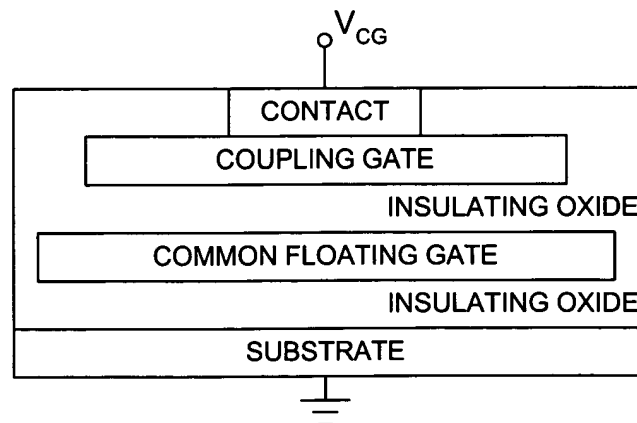 V_CG
CONTACT
COUPLING GATE
INSULATING OXIDE
COMMON FLOATING GATE
INSULATING OXIDE
SUBSTRATE